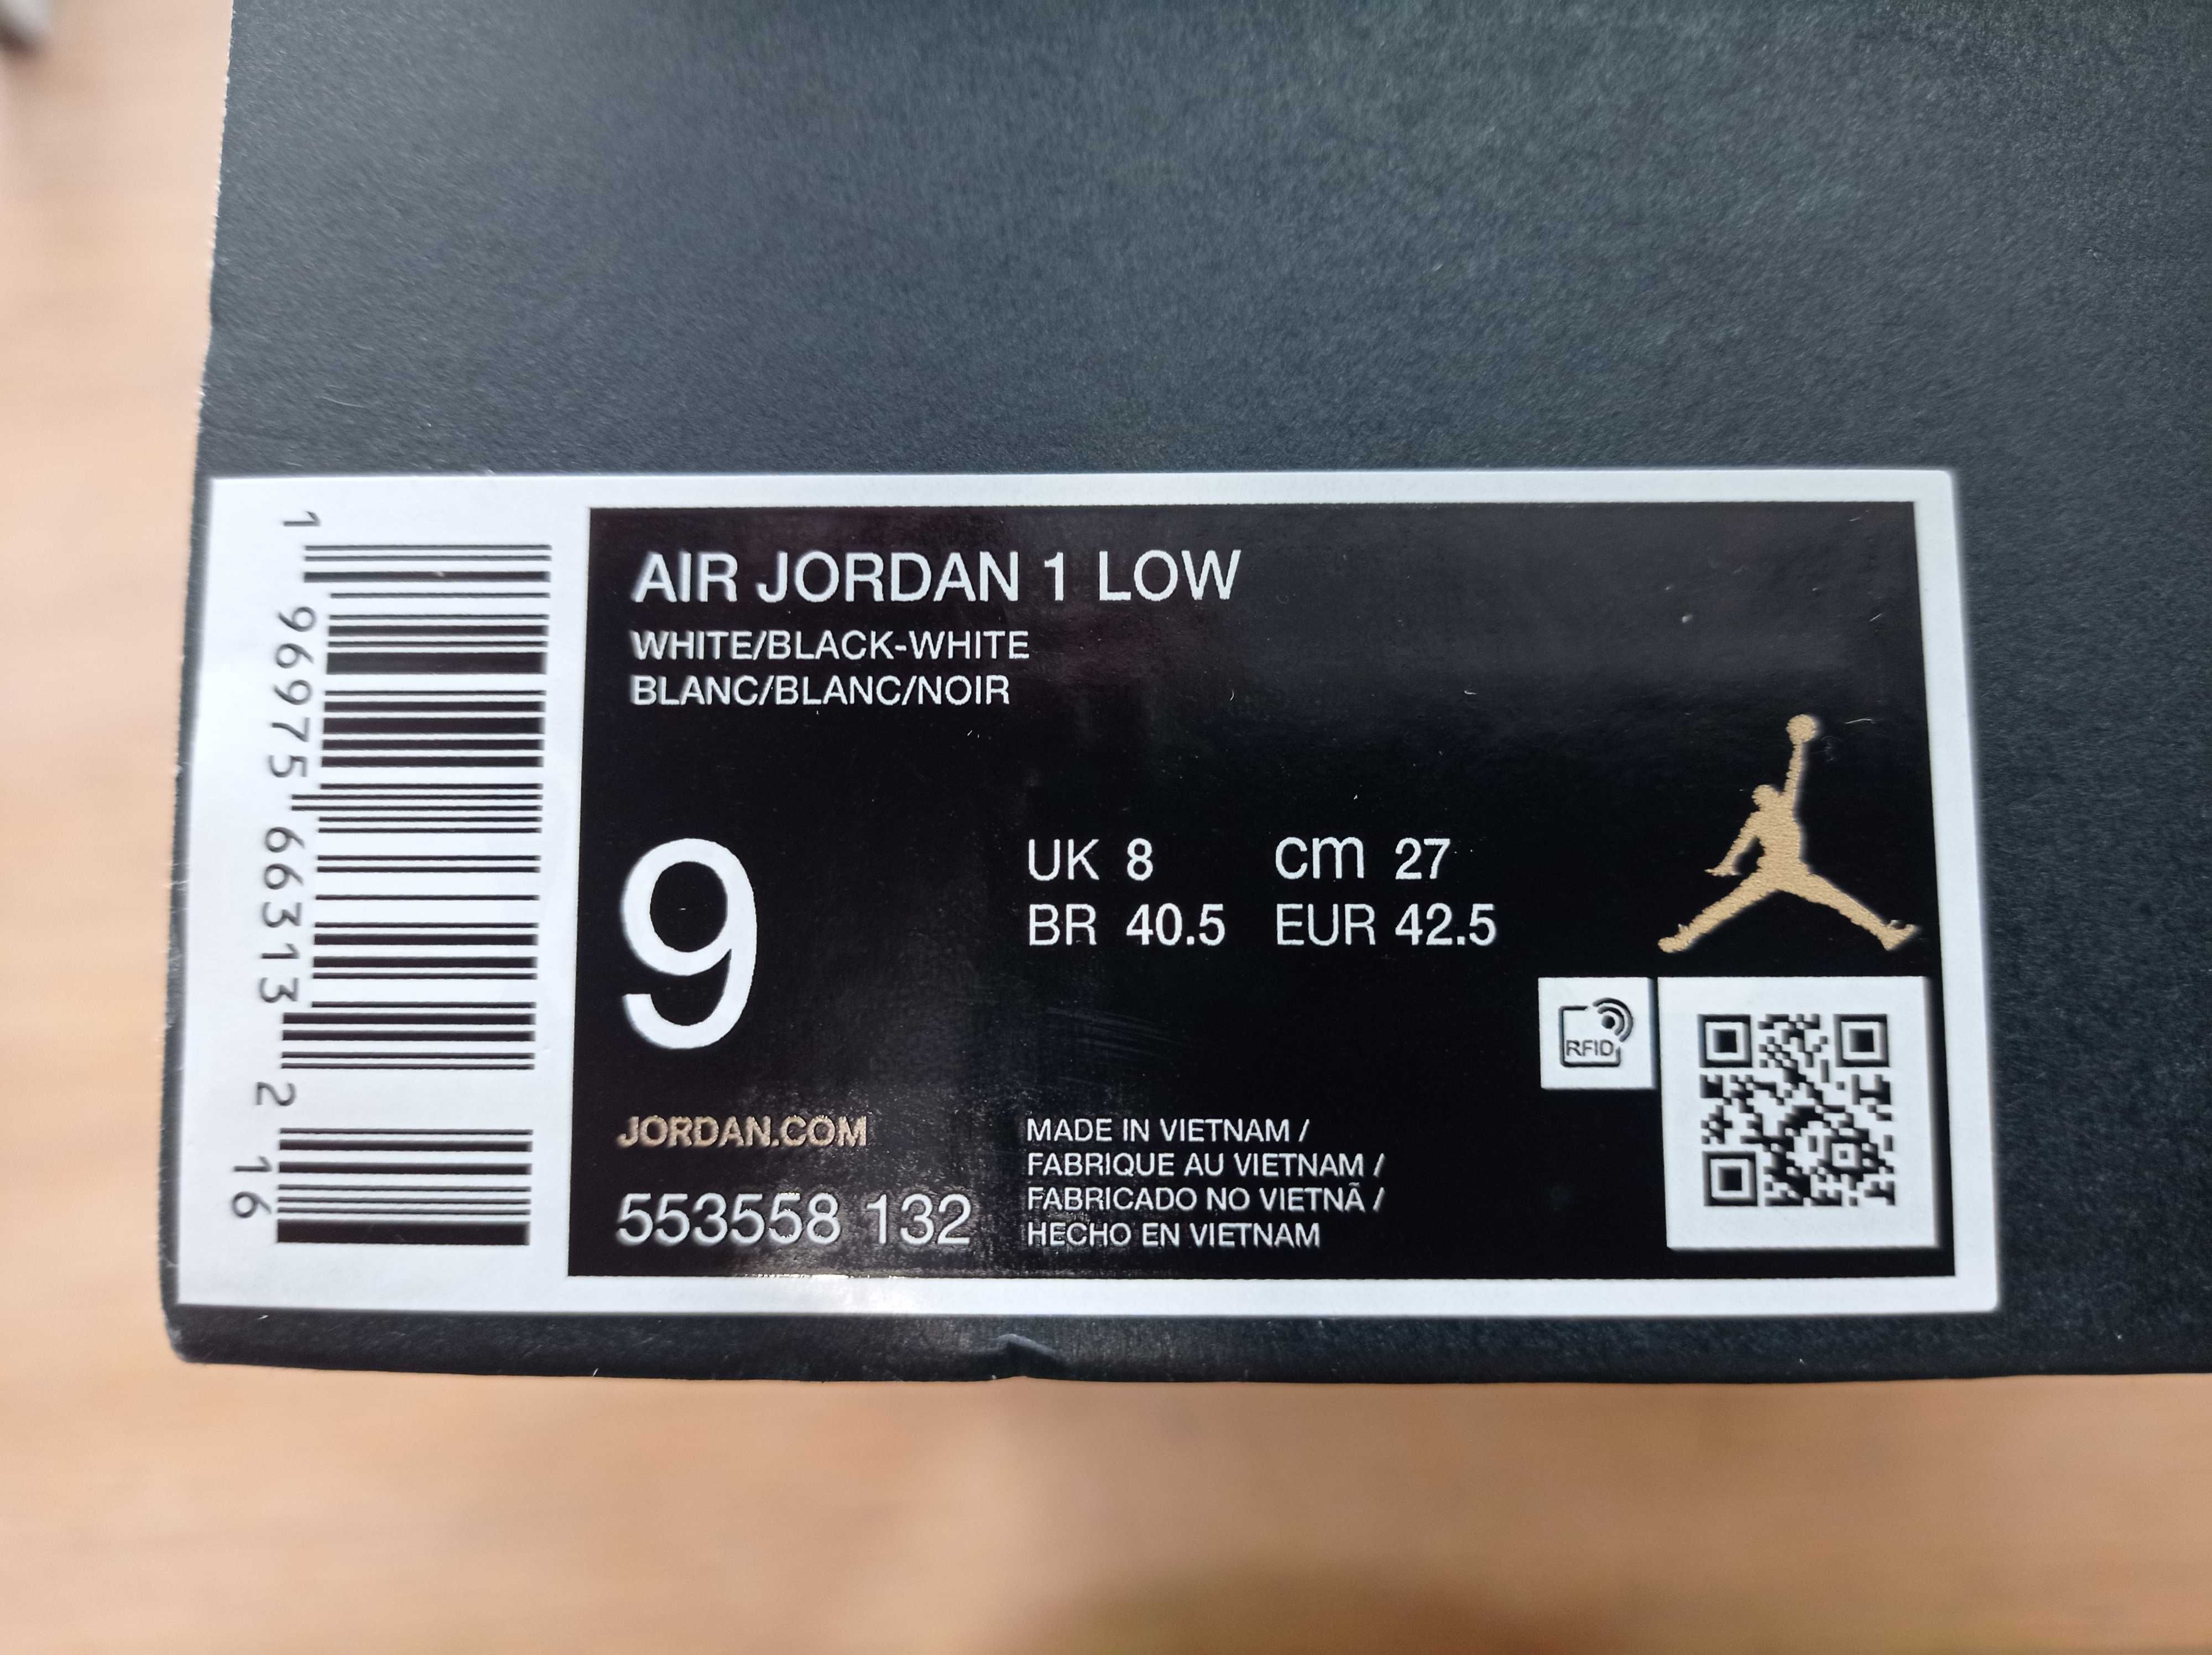 1 96975 66313 2 16
AIR JORDAN 1 LOW
WHITE/BLACK-WHITE
BLANC/BLANC/NOIR
9
UK 8 cm 27
BR 40.5 EUR 42.5
RFID
JORDAN.COM
553558 132
MADE IN VIETNAM /
FABRIQUE AU VIETNAM /
FABRICADO NO VIETNÃ /
HECHO EN VIETNAM